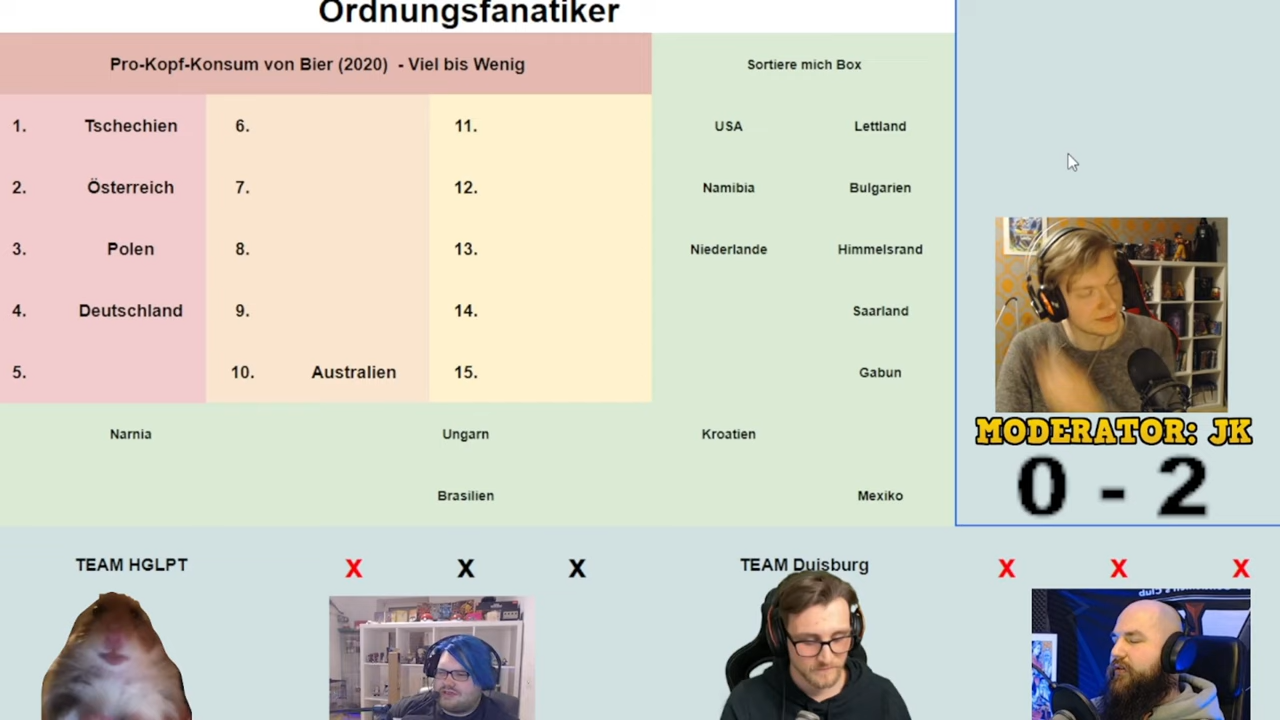 Ordnungsfanatiker
Pro-Kopf-Konsum von Bier (2020) - Viel bis Wenig
Sortiere mich Box
1. Tschechien 6. 11. USA Lettland
2. Österreich 7. 12. Namibia Bulgarien
3. Polen 8. 13. Niederlande Himmelsrand
4. Deutschland 9. 14. Saarland
5. 10. Australien 15. Gabun
Narnia Ungarn Kroatien
Brasilien Mexiko
MODERATOR: JK
0 - 2
TEAM HGLPT X X X TEAM Duisburg X X X